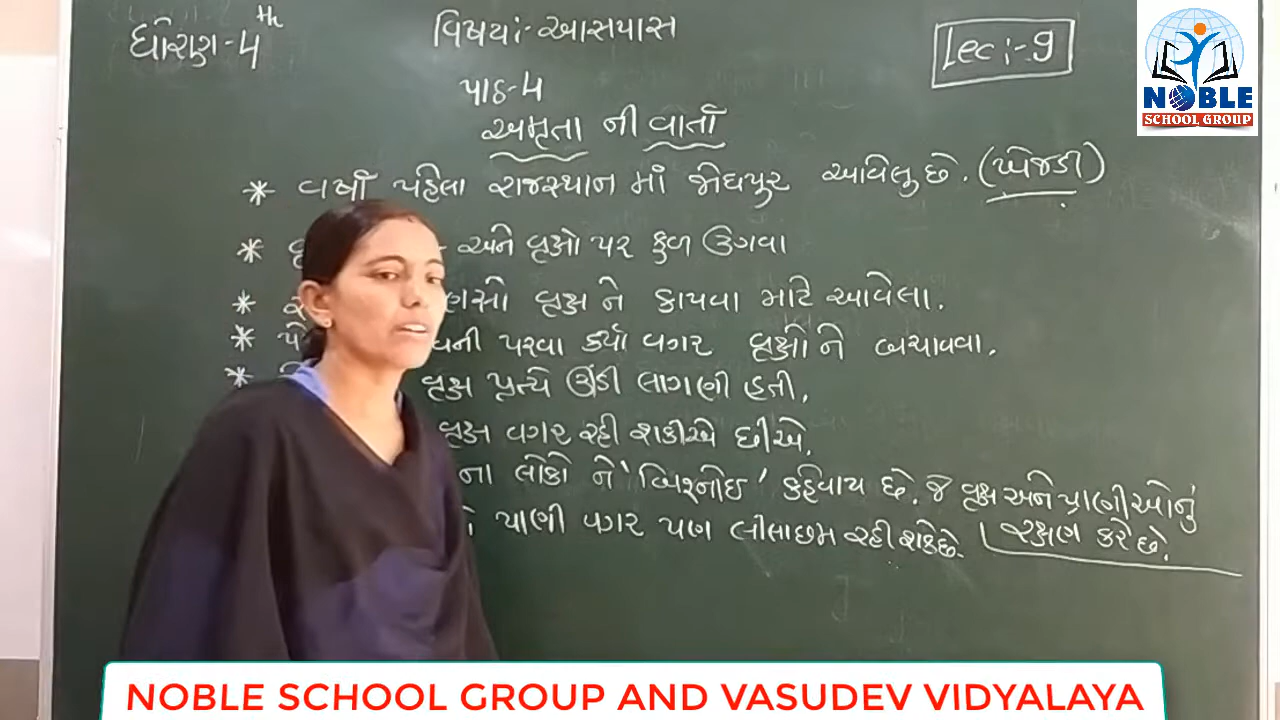 ધોરણ-4th
વિષય:-આસપાસ
Lec:-9
NOBLE
SCHOOL GROUP
પાઠ-4
અમૃતા ની વાર્તા
* વર્ષો પહેલા રાજસ્થાન માં જોધપુર આવેલુ છે. (ખેજડી)
* અને વૃક્ષો પર ફુળ ઉગવા
* વૃક્ષ ને કાપવા માટે આવેલા.
* પરવા કર્યા વગર વૃક્ષો ને બચાવવા.
* વૃક્ષ પ્રત્યે ઊંડી લાગણી હતી.
વૃક્ષ વગર રહી શકીએ છીએ.
ના લોકો ને 'બિશ્નોઈ' કહેવાય છે. જે વૃક્ષ અને પ્રાણીઓનું
પાણી વગર પણ લીલાછમ રહી શકે છે. રક્ષણ કરે છે.
NOBLE SCHOOL GROUP AND VASUDEV VIDYALAYA